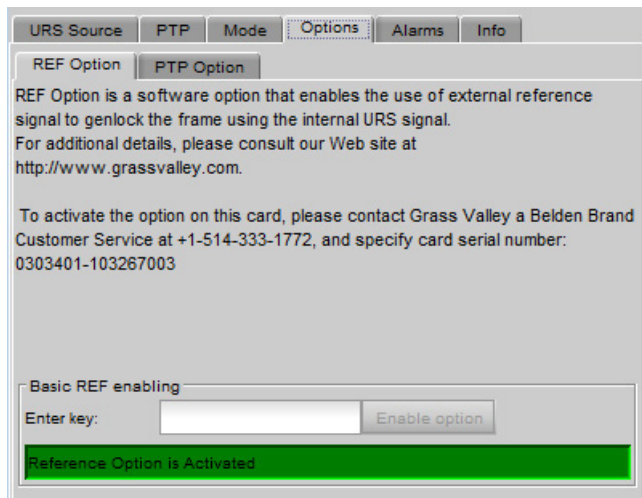 URS Source PTP Mode Options Alarms Info
REF Option PTP Option
REF Option is a software option that enables the use of external reference
signal to genlock the frame using the internal URS signal.
For additional details, please consult our Web site at
http://www.grassvalley.com.
To activate the option on this card, please contact Grass Valley a Belden Brand
Customer Service at +1-514-333-1772, and specify card serial number:
0303401-103267003
Basic REF enabling
Enter key: Enable option
Reference Option is Activated